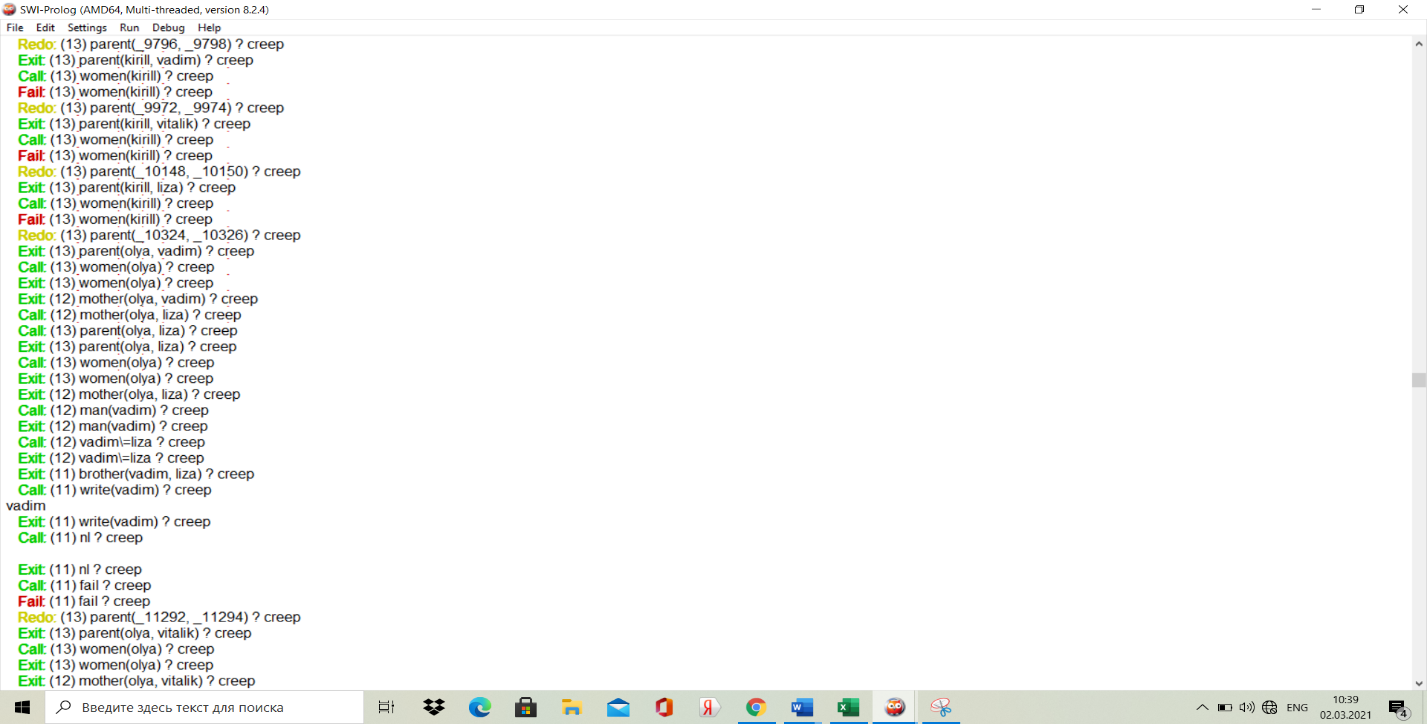 SWI-Prolog (AMD64, Multi-threaded, version 8.2.4)
File Edit Settings Run Debug Help
Redo: (13) parent(_9796, _9798) ? creep
Exit: (13) parent(kirill, vadim) ? creep
Call: (13) women(kirill) ? creep
Fail: (13) women(kirill) ? creep
Redo: (13) parent(_9972, _9974) ? creep
Exit: (13) parent(kirill, vitalik) ? creep
Call: (13) women(kirill) ? creep
Fail: (13) women(kirill) ? creep
Redo: (13) parent(_10148, _10150) ? creep
Exit: (13) parent(kirill, liza) ? creep
Call: (13) women(kirill) ? creep
Fail: (13) women(kirill) ? creep
Redo: (13) parent(_10324, _10326) ? creep
Exit: (13) parent(olya, vadim) ? creep
Call: (13) women(olya) ? creep
Exit: (13) women(olya) ? creep
Exit: (12) mother(olya, vadim) ? creep
Call: (12) mother(olya, liza) ? creep
Call: (13) parent(olya, liza) ? creep
Exit: (13) parent(olya, liza) ? creep
Call: (13) women(olya) ? creep
Exit: (13) women(olya) ? creep
Exit: (12) mother(olya, liza) ? creep
Call: (12) man(vadim) ? creep
Exit: (12) man(vadim) ? creep
Call: (12) vadim\=liza ? creep
Exit: (12) vadim\=liza ? creep
Exit: (11) brother(vadim, liza) ? creep
Call: (11) write(vadim) ? creep
vadim
Exit: (11) write(vadim) ? creep
Call: (11) nl ? creep
Exit: (11) nl ? creep
Call: (11) fail ? creep
Fail: (11) fail ? creep
Redo: (13) parent(_11292, _11294) ? creep
Exit: (13) parent(olya, vitalik) ? creep
Call: (13) women(olya) ? creep
Exit: (13) women(olya) ? creep
Exit: (12) mother(olya, vitalik) ? creep
Введите здесь текст для поиска
ENG
10:39
02.03.2021
4